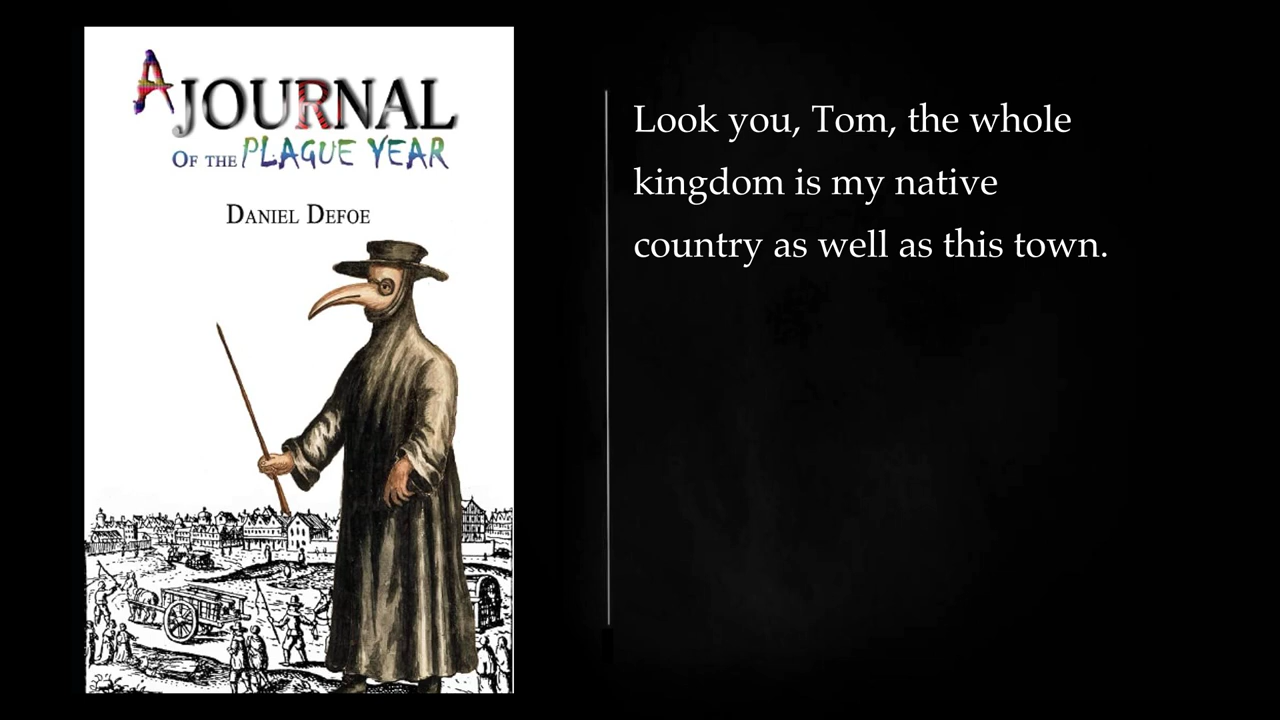 A JOURNAL
OF THE PLAGUE YEAR
DANIEL DEFOE
Look you, Tom, the whole
kingdom is my native
country as well as this town.